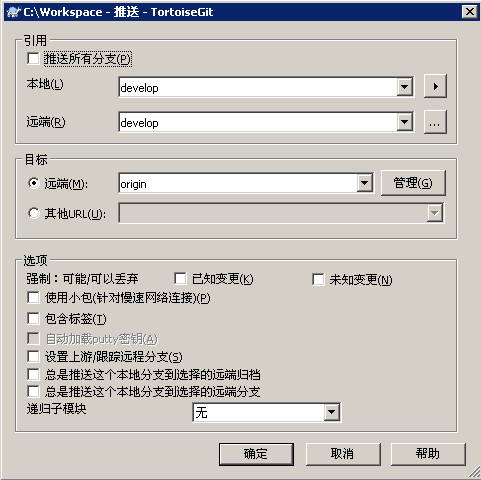 C:\Workspace - 推送 - TortoiseGit
引用
推送所有分支(P)
本地(L)
develop
远端(R)
develop
...
目标
远端(M):
origin
管理(G)
其他URL(U):
选项
强制：可能/可以丢弃 已知变更(K) 未知变更(N)
使用小包(针对慢速网络连接)(P)
包含标签(T)
自动加载putty密钥(A)
设置上游/跟踪远程分支(S)
总是推送这个本地分支到选择的远端归档
总是推送这个本地分支到选择的远端分支
递归子模块 无
确定 取消 帮助